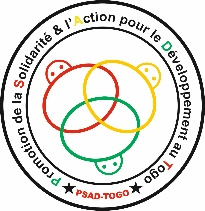 Promotion de la Solidarité & l'Action pour le Développement au Togo
PSAD-TOGO